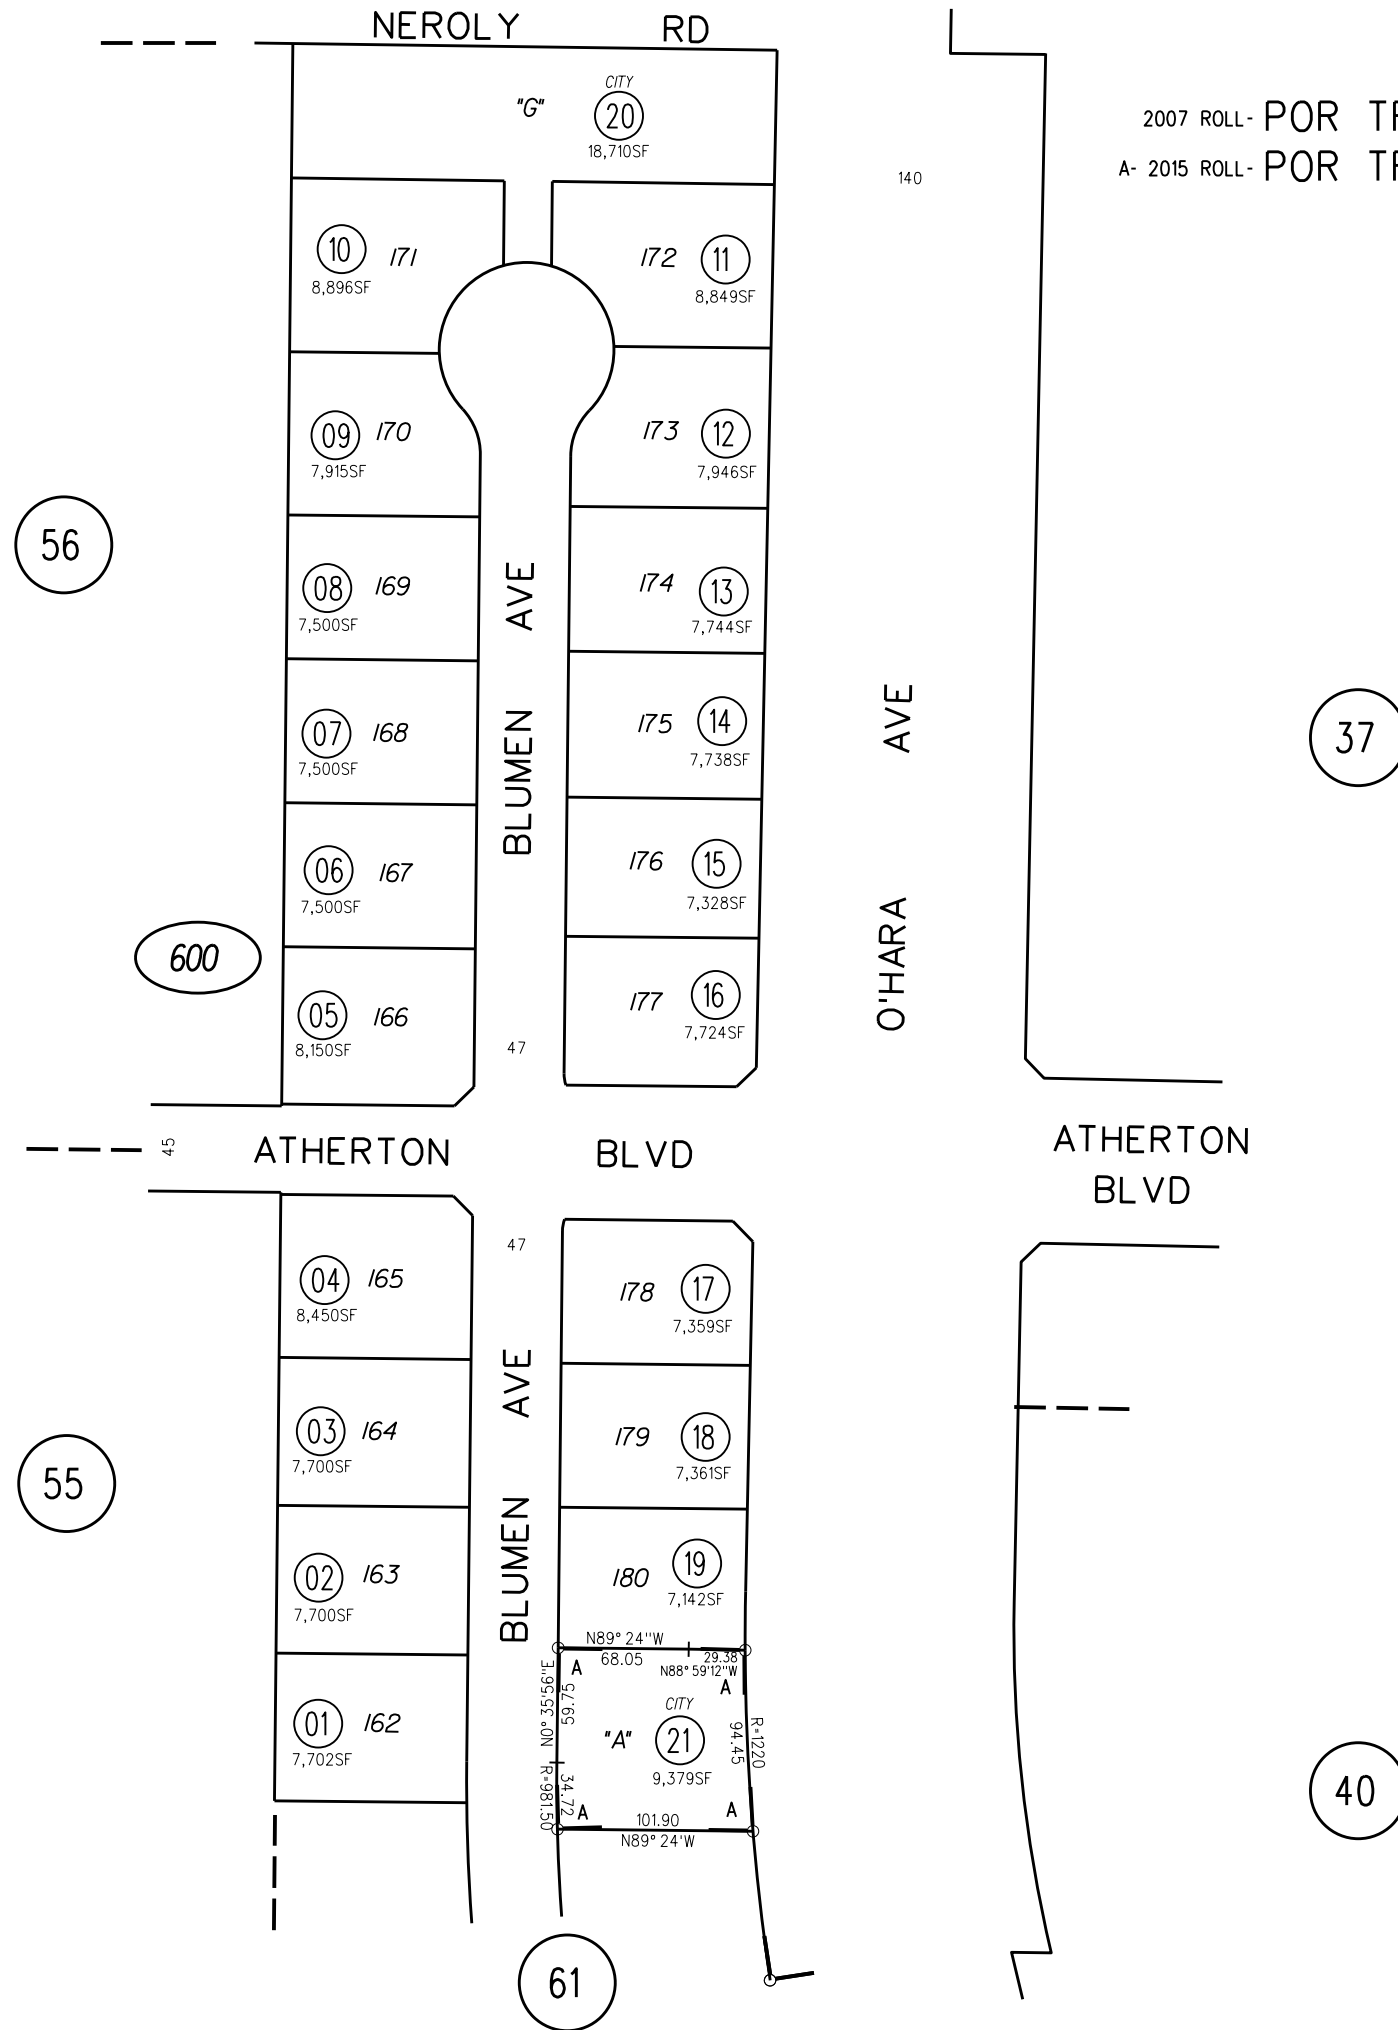 NEROLY RD
CITY
"G" 20
18,710SF
2007 ROLL- POR
A- 2015 ROLL- POR
140
10 171
8,896SF
172 11
8,849SF
09 170
7,915SF
173 12
7,946SF
56
08 169
7,500SF
174 13
7,744SF
07 168
7,500SF
175 14
7,738SF
37
06 167
7,500SF
176 15
7,328SF
600
05 166
8,150SF
177 16
7,724SF
BLUMEN AVE
47
O'HARA AVE
45
ATHERTON BLVD
ATHERTON
BLVD
47
04 165
8,450SF
178 17
7,359SF
03 164
7,700SF
179 18
7,361SF
55
02 163
7,700SF
180 19
7,142SF
BLUMEN AVE
01 162
7,702SF
N89° 24"W
68.05
29.38
N88° 59'12"W
A
A
N0° 35'56"E
59.75
CITY
"A" 21
9,379SF
R=1220
94.45
R=981.50
34.72
A
A
101.90
N89° 24'W
40
61